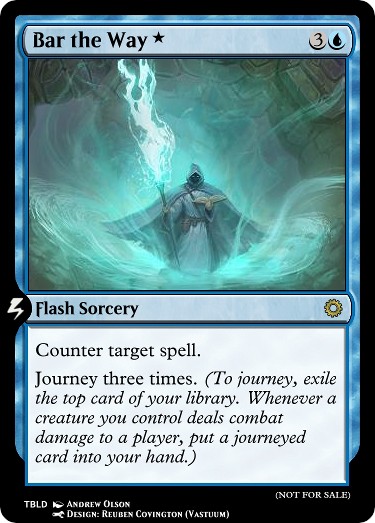 Bar the Way ★ 3
Flash Sorcery
Counter target spell.
Journey three times. (To journey, exile
the top card of your library. Whenever a
creature you control deals combat
damage to a player, put a journeyed
card into your hand.)
(NOT FOR SALE)
TBLD Andrew Olson
Design: Reuben Covington (Vastuum)